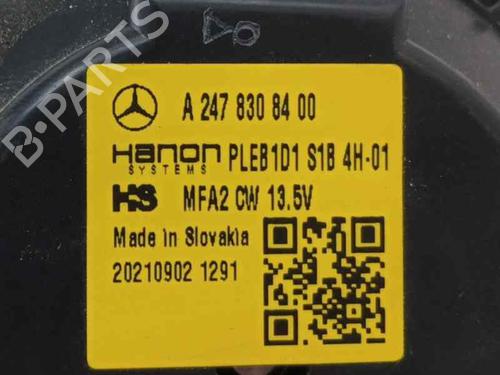 B-PARTS
A 247 830 84 00
Hanon PLEB1D1 S1B 4H-01
SYSTEMS
HS MFA2 CW 13.5V
Made in Slovakia
20210902 1291